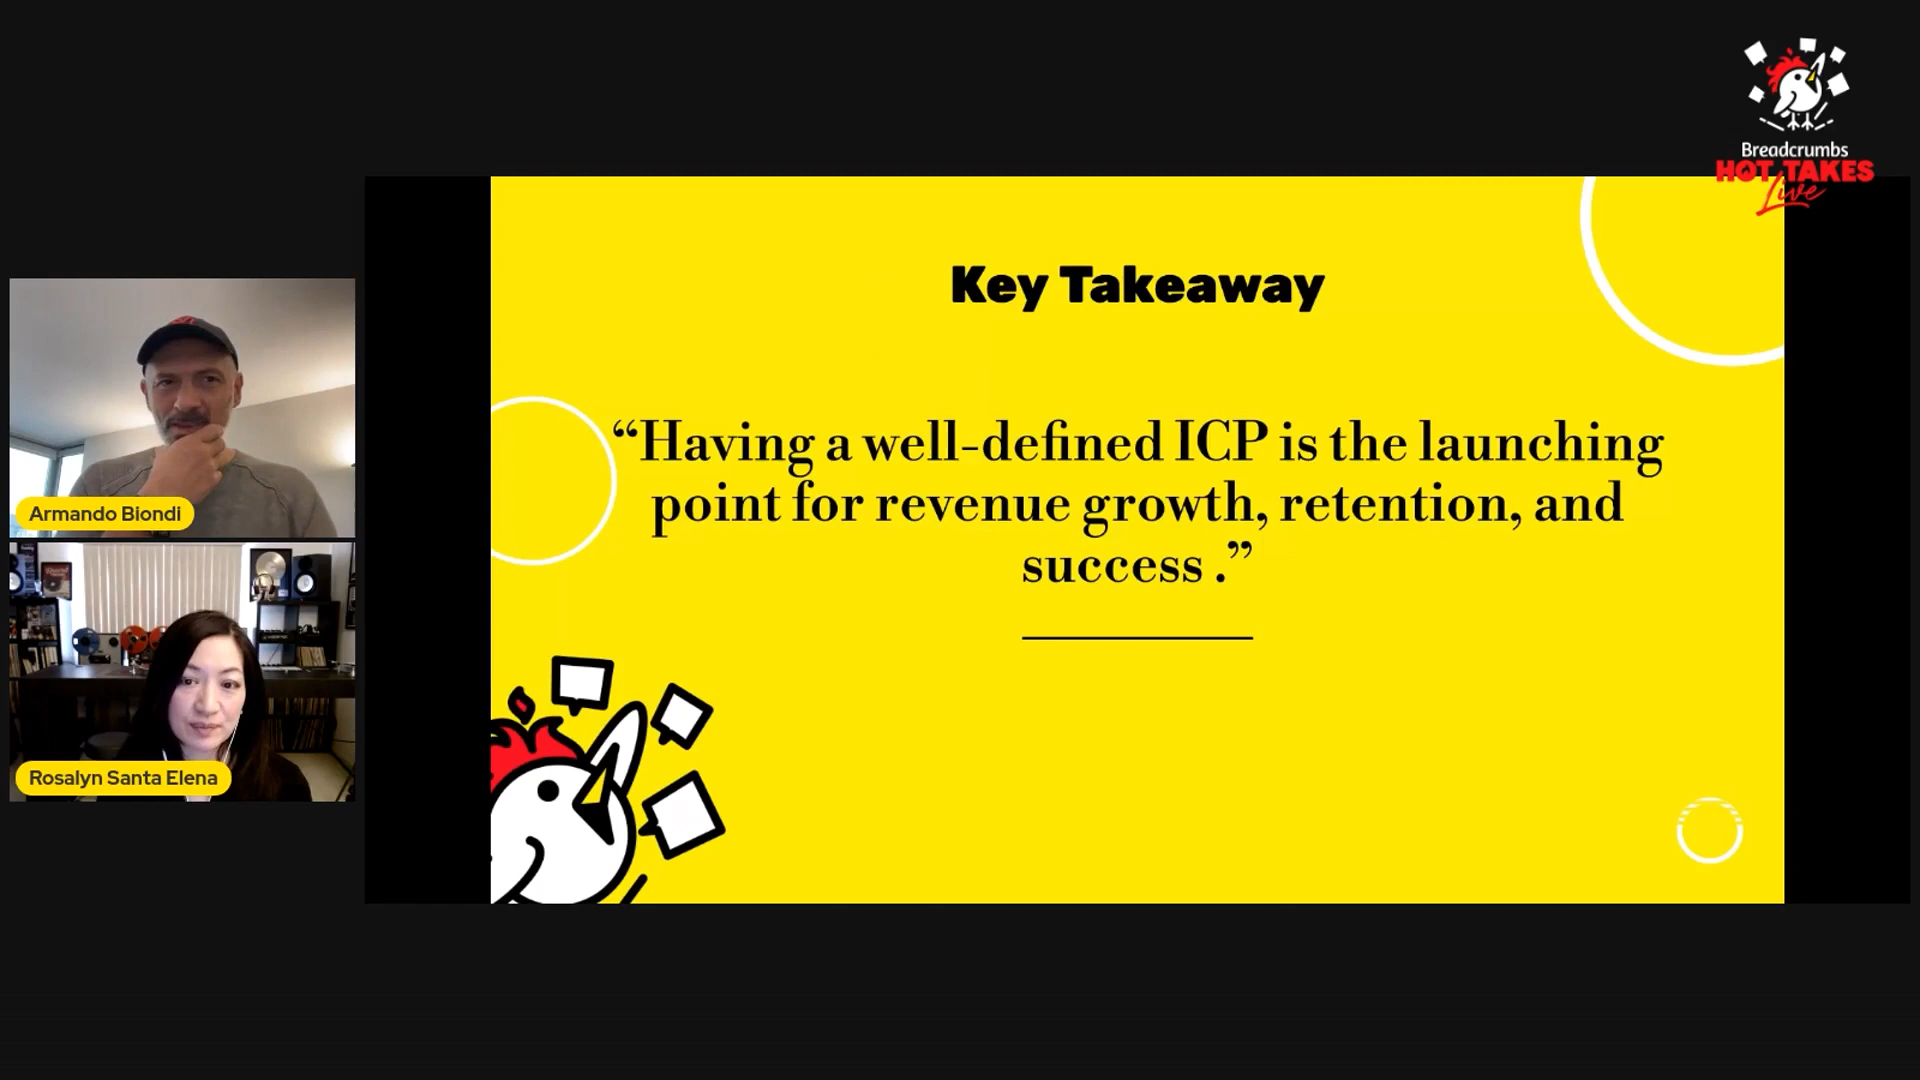 Breadcrumbs
HOT TAKES
Live
Key Takeaway
“Having a well-defined ICP is the launching
point for revenue growth, retention, and
success .”
Armando Biondi
Rosalyn Santa Elena